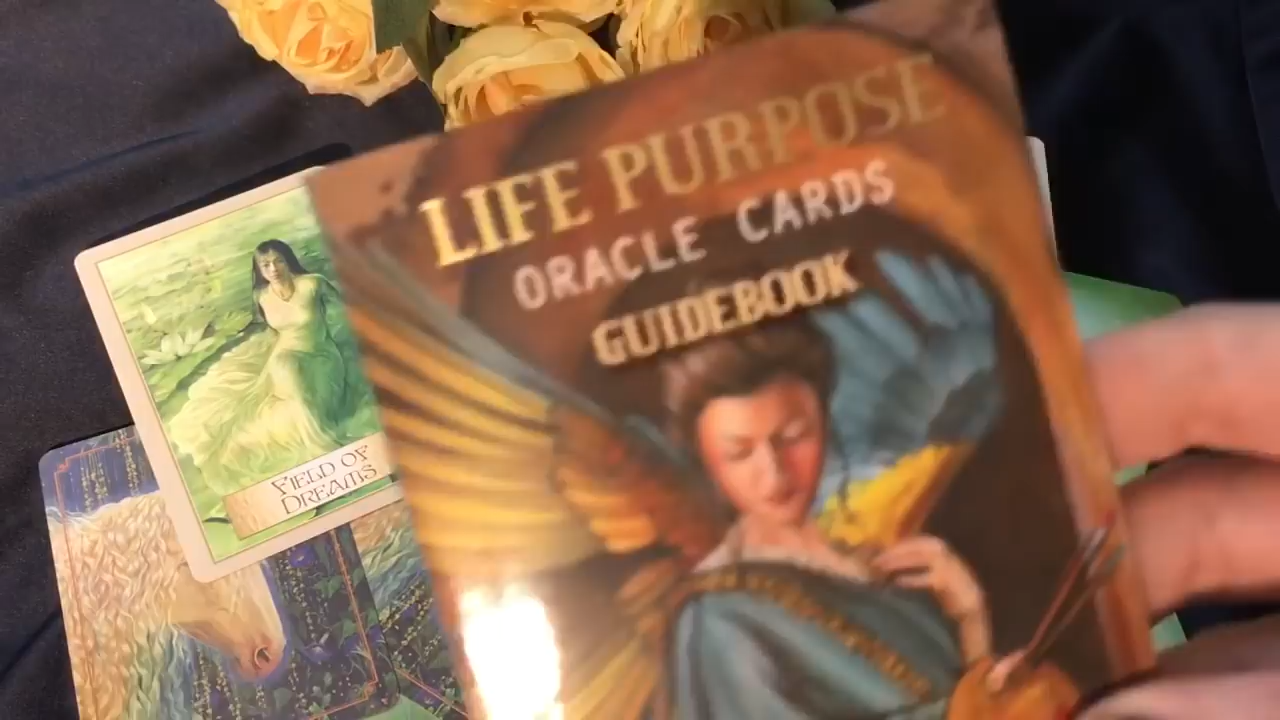 LIFE PURPOSE
ORACLE CARDS
GUIDEBOOK
FIELD OF
DREAMS